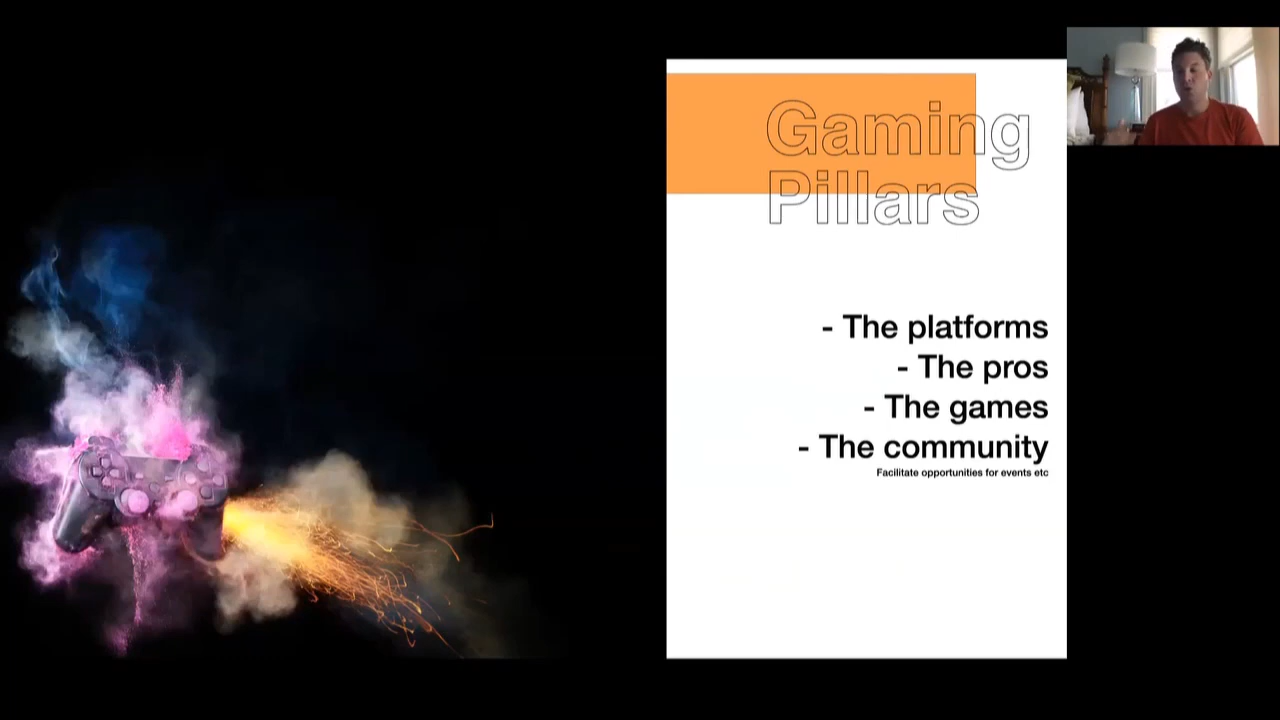 Gaming
Pillars
- The platforms
- The pros
- The games
- The community
Facilitate opportunities for events etc